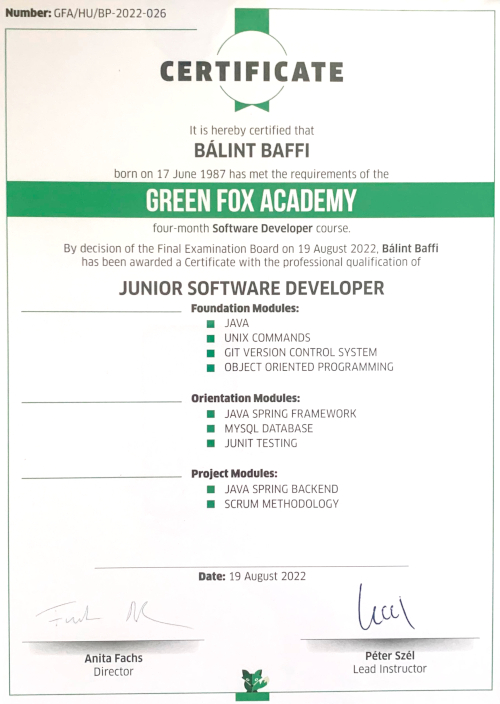 Number: GFA/HU/BP-2022-026
CERTIFICATE
It is hereby certified that
BÁLINT BAFFI
born on 17 June 1987 has met the requirements of the
GREEN FOX ACADEMY
four-month Software Developer course.
By decision of the Final Examination Board on 19 August 2022, Bálint Baffi
has been awarded a Certificate with the professional qualification of
JUNIOR SOFTWARE DEVELOPER
Foundation Modules:
JAVA
UNIX COMMANDS
GIT VERSION CONTROL SYSTEM
OBJECT ORIENTED PROGRAMMING
Orientation Modules:
JAVA SPRING FRAMEWORK
MYSQL DATABASE
JUNIT TESTING
Project Modules:
JAVA SPRING BACKEND
SCRUM METHODOLOGY
Date: 19 August 2022
Anita Fachs
Director
Péter Szél
Lead Instructor